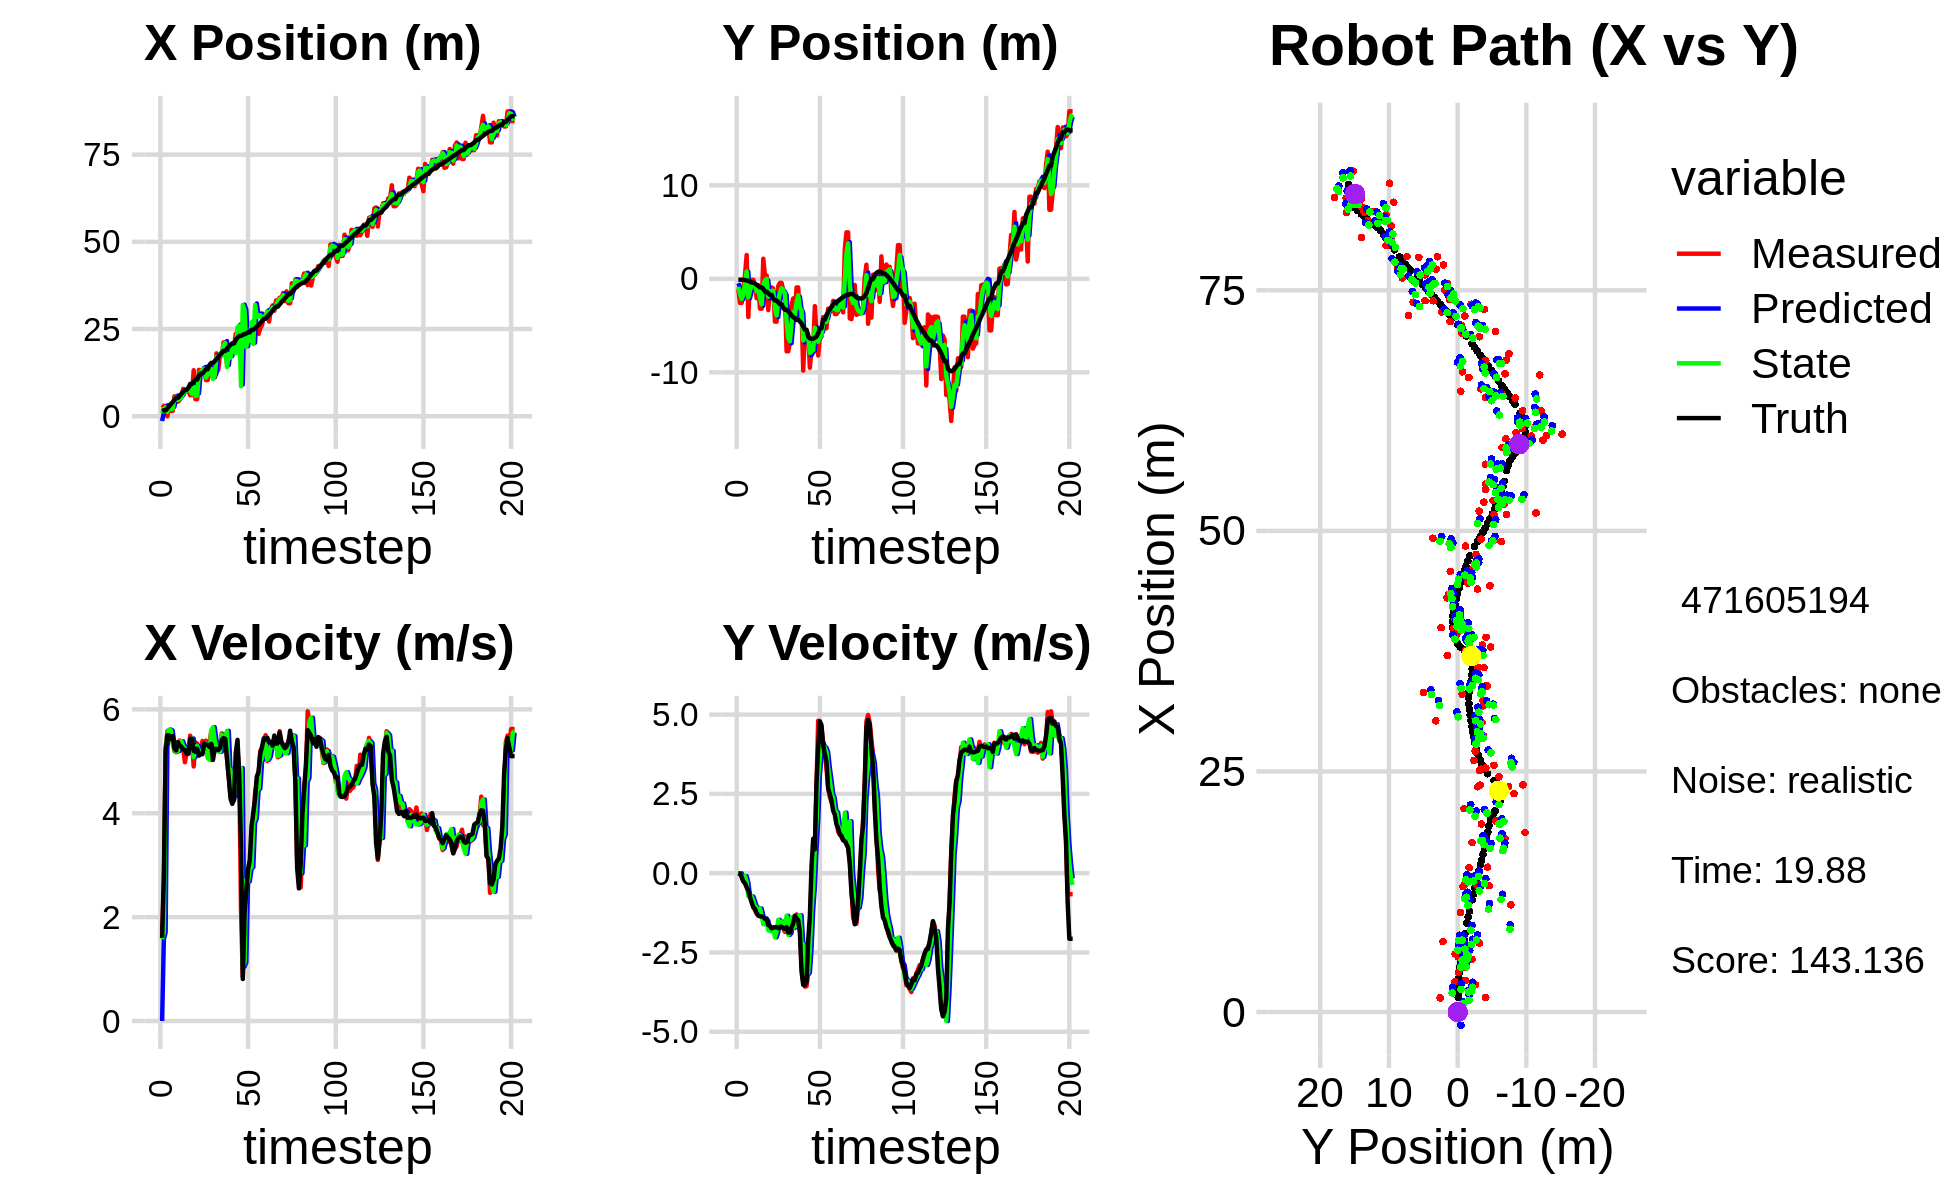 X Position (m)
75
50
25
0
0 50 100 150 200
timestep
Y Position (m)
10
0
-10
0 50 100 150 200
timestep
X Velocity (m/s)
6
4
2
0
0 50 100 150 200
timestep
Y Velocity (m/s)
5.0
2.5
0.0
-2.5
-5.0
0 50 100 150 200
timestep
Robot Path (X vs Y)
X Position (m)
75
50
25
0
20 10 0 -10 -20
Y Position (m)
variable
Measured
Predicted
State
Truth
471605194
Obstacles: none
Noise: realistic
Time: 19.88
Score: 143.136